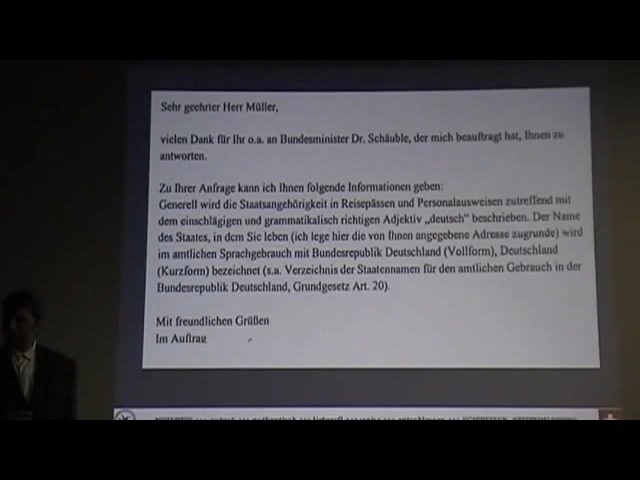 Sehr geehrter Herr Müller,
vielen Dank für Ihr o.a. an Bundesminister Dr. Schäuble, der mich beauftragt hat, Ihnen zu
antworten.
Zu Ihrer Anfrage kann ich Ihnen folgende Informationen geben:
Generell wird die Staatsangehörigkeit in Reisepässen und Personalausweisen zutreffend mit
dem einschlägigen und grammatikalisch richtigen Adjektiv „deutsch" beschrieben. Der Name
des Staates, in dem Sie leben (ich lege hier die von Ihnen angegebene Adresse zugrunde) wird
im amtlichen Sprachgebrauch mit Bundesrepublik Deutschland (Vollform), Deutschland
(Kurzform) bezeichnet (s.a. Verzeichnis der Staatennamen für den amtlichen Gebrauch in der
Bundesrepublik Deutschland, Grundgesetz Art. 20).
Mit freundlichen Grüßen
Im Auftrag